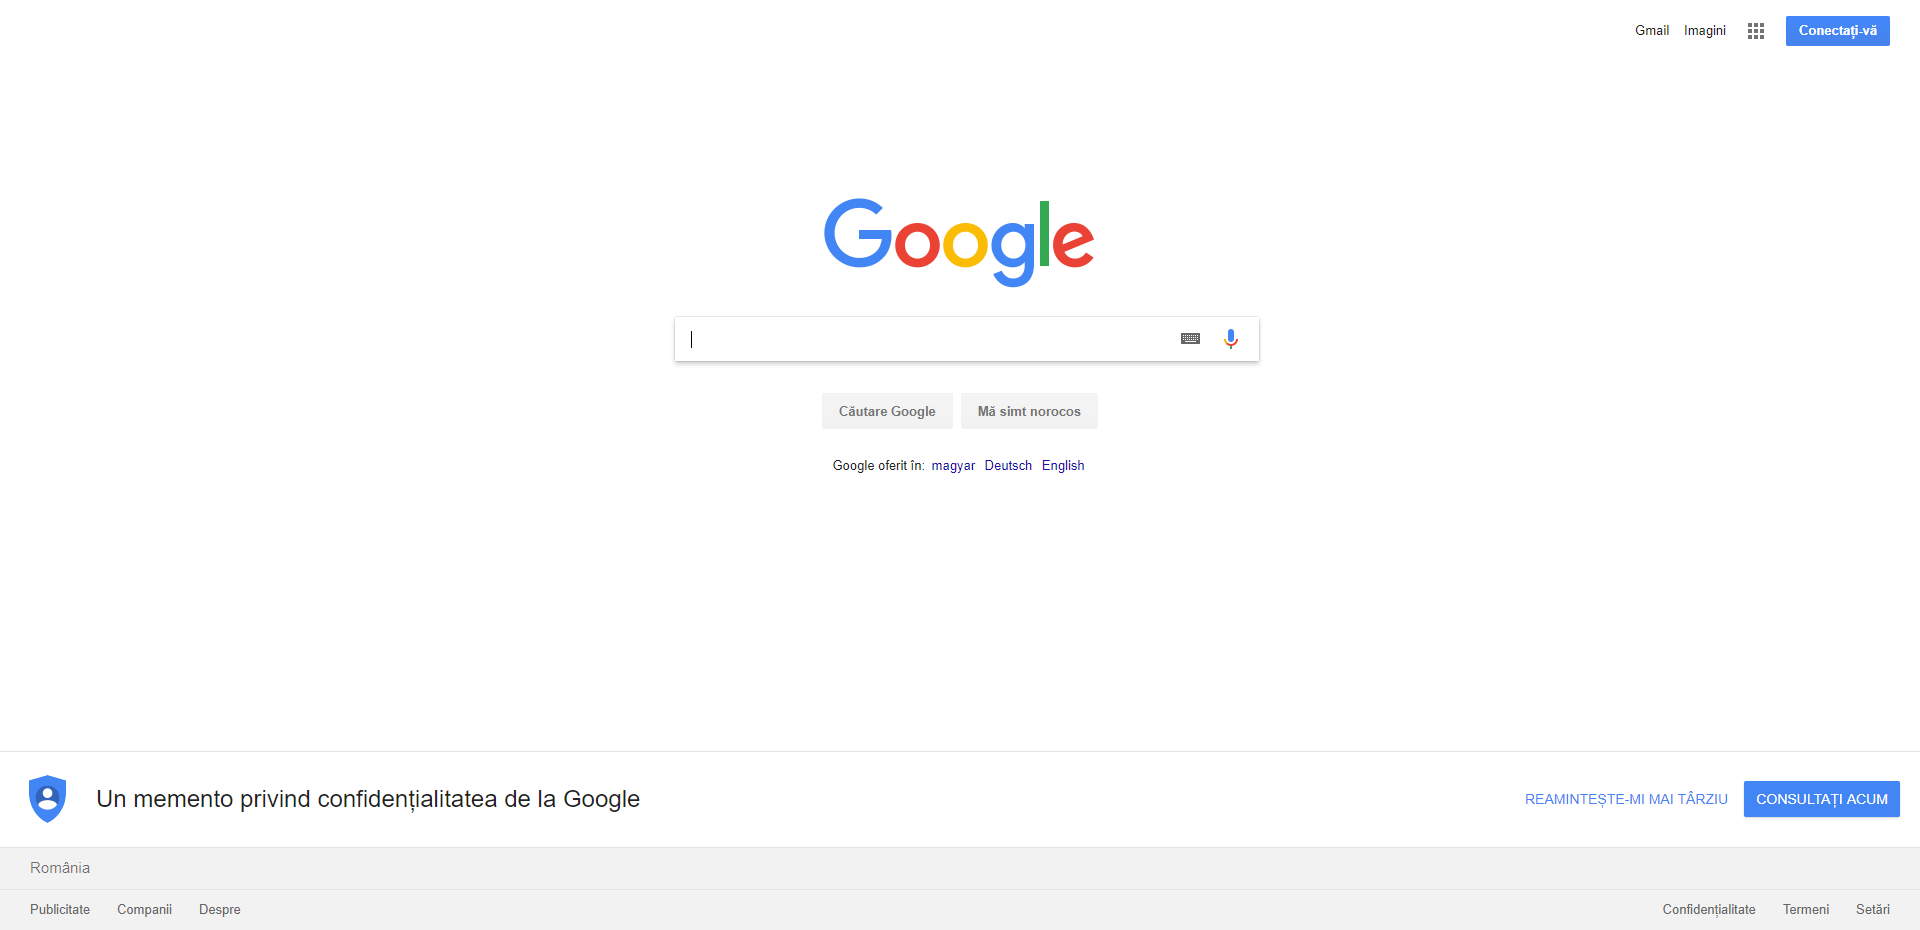 Gmail Imagini Conectați-vă
Google
Căutare Google Mă simt norocos
Google oferit în: magyar Deutsch English
Un memento privind confidențialitatea de la Google REAMINTEȘTE-MI MAI TÂRZIU CONSULTAȚI ACUM
România
Publicitate Companii Despre Confidențialitate Termeni Setări